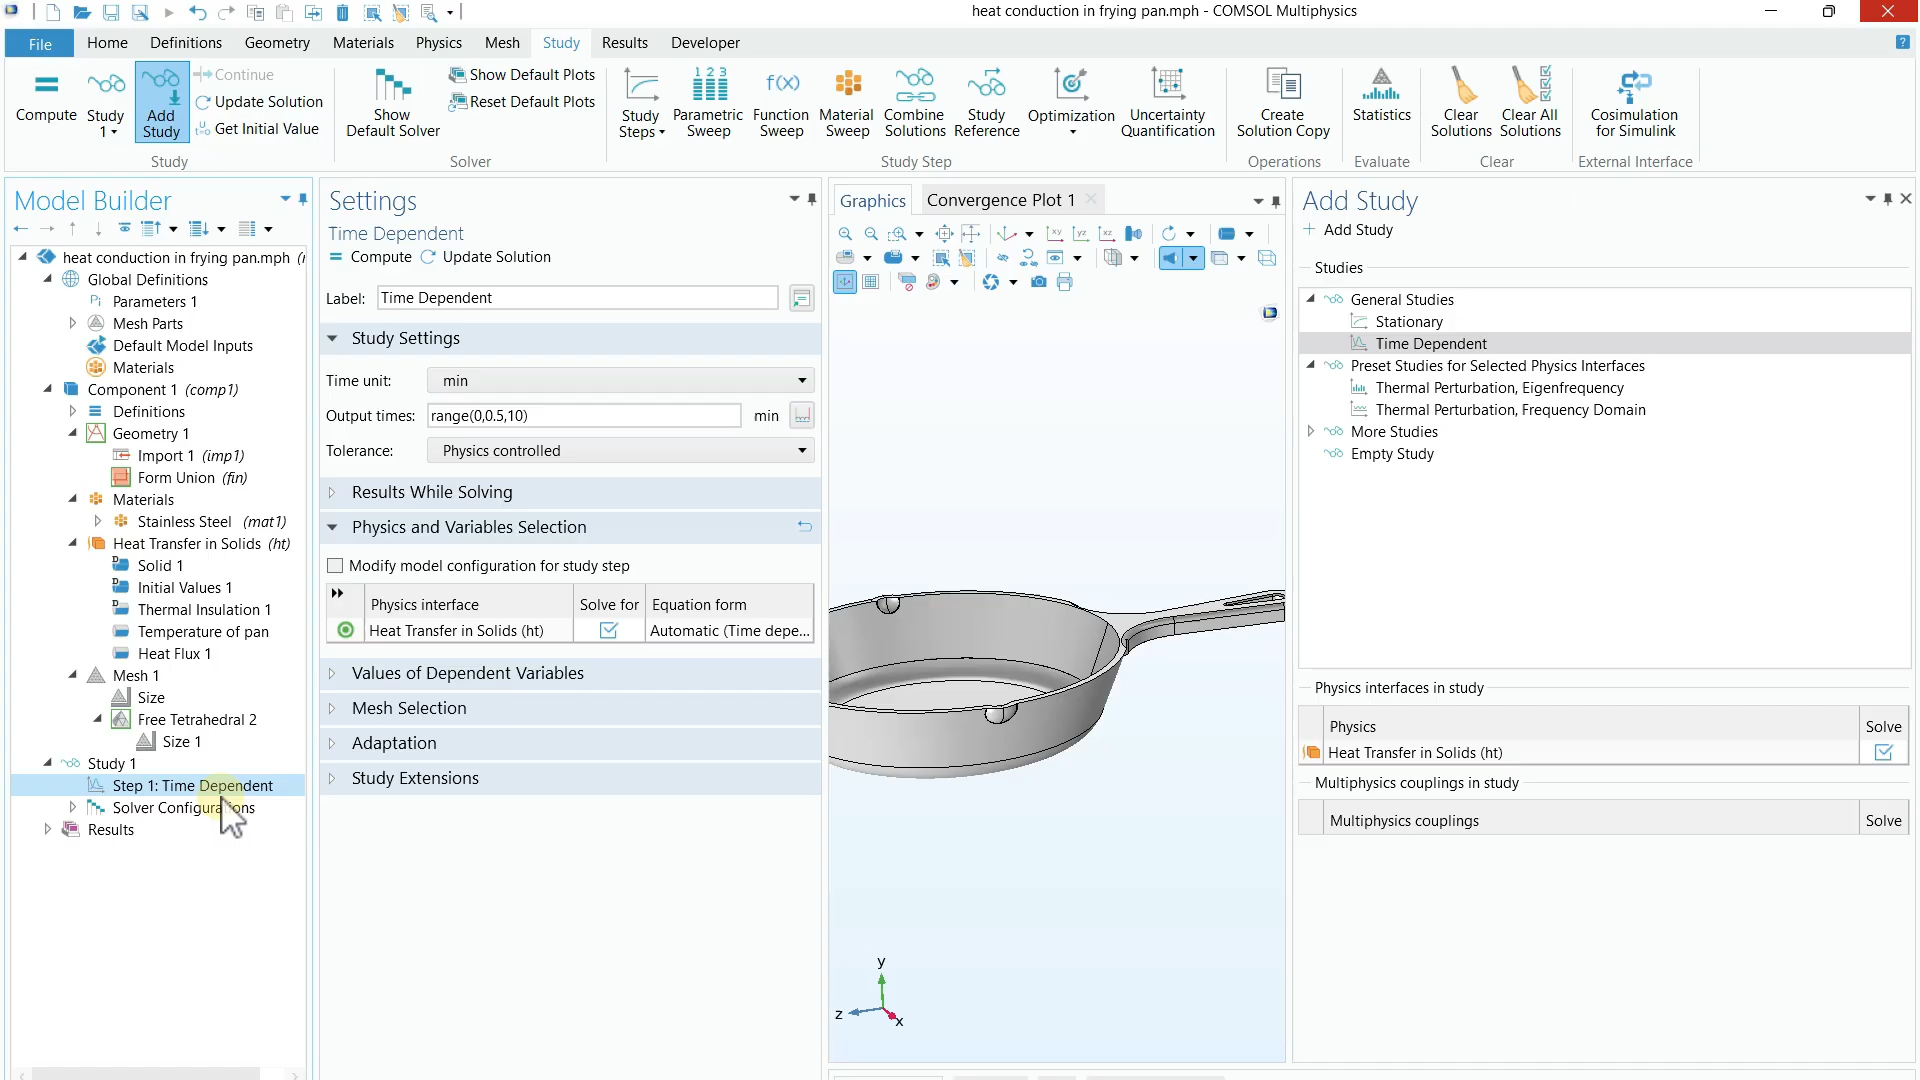 heat conduction in frying pan.mph - COMSOL Multiphysics
File Home Definitions Geometry Materials Physics Mesh Study Results Developer
Compute
Study 1
Add Study
Continue
Update Solution
Get Initial Value
Study
Show Default Solver
Show Default Plots
Reset Default Plots
Solver
Study Steps
Parametric Sweep
Function Sweep
Material Sweep
Combine Solutions
Study Reference
Optimization
Uncertainty Quantification
Study Step
Create Solution Copy
Operations
Statistics
Evaluate
Clear Solutions
Clear All Solutions
Clear
Cosimulation for Simulink
External Interface
Model Builder
heat conduction in frying pan.mph (r
Global Definitions
Parameters 1
Mesh Parts
Default Model Inputs
Materials
Component 1 (comp1)
Definitions
Geometry 1
Import 1 (imp1)
Form Union (fin)
Materials
Stainless Steel (mat1)
Heat Transfer in Solids (ht)
Solid 1
Initial Values 1
Thermal Insulation 1
Temperature of pan
Heat Flux 1
Mesh 1
Size
Free Tetrahedral 2
Size 1
Study 1
Step 1: Time Dependent
Solver Configurations
Results
Settings
Time Dependent
Compute Update Solution
Label: Time Dependent
Study Settings
Time unit: min
Output times: range(0,0.5,10) min
Tolerance: Physics controlled
Results While Solving
Physics and Variables Selection
Modify model configuration for study step
Physics interface Solve for Equation form
Heat Transfer in Solids (ht) Automatic (Time depe...
Values of Dependent Variables
Mesh Selection
Adaptation
Study Extensions
Graphics Convergence Plot 1
xy yz xz
y
z
x
Add Study
+ Add Study
Studies
General Studies
Stationary
Time Dependent
Preset Studies for Selected Physics Interfaces
Thermal Perturbation, Eigenfrequency
Thermal Perturbation, Frequency Domain
More Studies
Empty Study
Physics interfaces in study
Physics Solve
Heat Transfer in Solids (ht)
Multiphysics couplings in study
Multiphysics couplings Solve